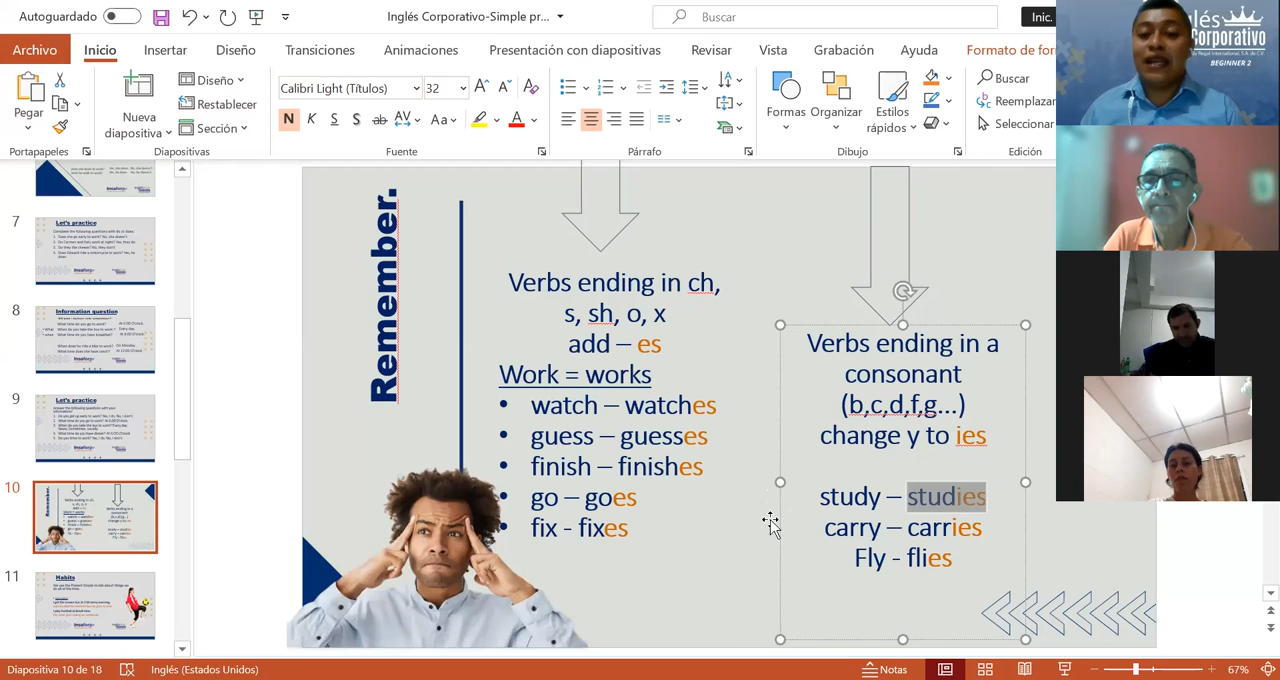 Autoguardado
Inglés Corporativo-Simple pr...
Buscar
Inic.
Archivo
Inicio
Insertar
Diseño
Transiciones
Animaciones
Presentación con diapositivas
Revisar
Vista
Grabación
Ayuda
Formato de for
Pegar
Nueva
diapositiva
Diseño
Restablecer
Sección
Calibri Light (Títulos)
32
N K S S ab AV Aa A
Formas
Organizar
Estilos
rápidos
Buscar
Reemplazar
Seleccionar
Portapapeles
Diapositivas
Fuente
Párrafo
Dibujo
Edición
lés
Corporativo
BEGINNER 2
7
Let's practice
8
Information question
9
Let's practice
10
11
Habits
Remember.
Verbs ending in ch,
s, sh, o, x
add – es
Work = works
• watch – watches
• guess – guesses
• finish – finishes
• go – goes
• fix - fixes
Verbs ending in a
consonant
(b,c,d,f,g...)
change y to ies
study – studies
carry – carries
Fly - flies
Diapositiva 10 de 18
Inglés (Estados Unidos)
Notas
67%